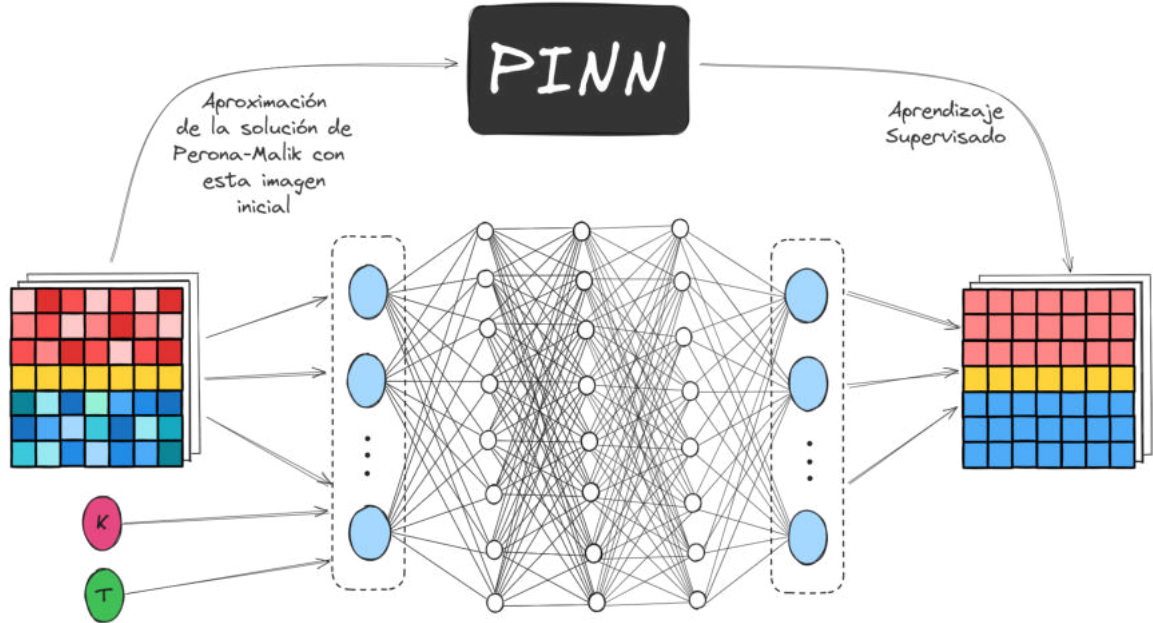 PINN
Aproximación
de la solución de
Perona-Malik con
esta imagen
inicial
Aprendizaje
Supervisado
K
T